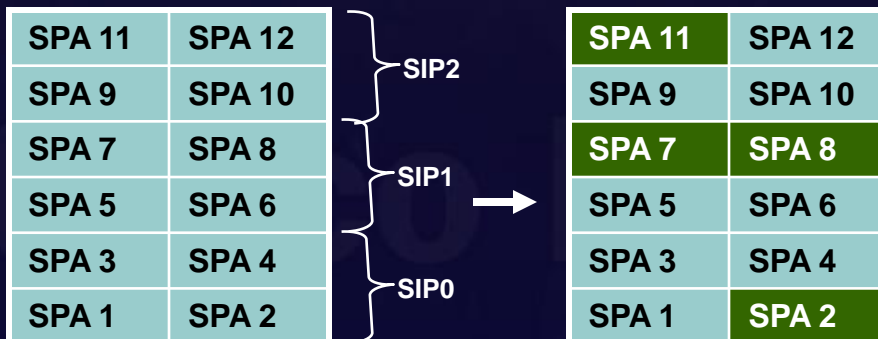 SPA 11 SPA 12
SPA 9 SPA 10
SPA 7 SPA 8
SPA 5 SPA 6
SPA 3 SPA 4
SPA 1 SPA 2
SIP2
SIP1
SIP0
SPA 11 SPA 12
SPA 9 SPA 10
SPA 7 SPA 8
SPA 5 SPA 6
SPA 3 SPA 4
SPA 1 SPA 2